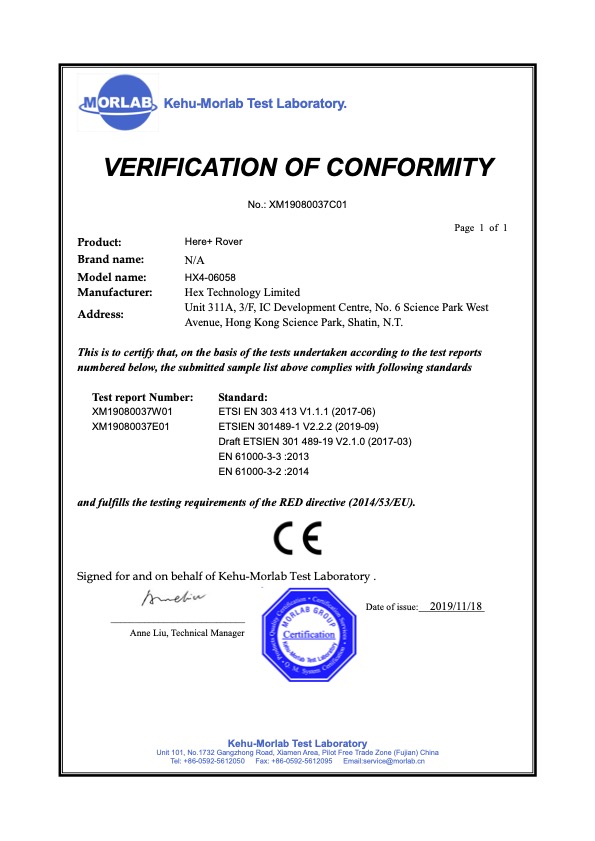 MORLAB
Kehu-Morlab Test Laboratory.
VERIFICATION OF CONFORMITY
No.: XM19080037C01
Page 1 of 1
Product: Here+ Rover
Brand name: N/A
Model name: HX4-06058
Manufacturer: Hex Technology Limited
Address: Unit 311A, 3/F, IC Development Centre, No. 6 Science Park West
Avenue, Hong Kong Science Park, Shatin, N.T.
This is to certify that, on the basis of the tests undertaken according to the test reports
numbered below, the submitted sample list above complies with following standards
Test report Number: Standard:
XM19080037W01 ETSI EN 303 413 V1.1.1 (2017-06)
XM19080037E01 ETSIEN 301489-1 V2.2.2 (2019-09)
Draft ETSIEN 301 489-19 V2.1.0 (2017-03)
EN 61000-3-3 :2013
EN 61000-3-2 :2014
and fulfills the testing requirements of the RED directive (2014/53/EU).
CE
Signed for and on behalf of Kehu-Morlab Test Laboratory .
Date of issue: 2019/11/18
Anne Liu, Technical Manager
MORLAB GROUP
Certification
Kehu-Morlab Test Laboratory
Products Quality Certification • Certification Services • Q. M. System Certification •
Kehu-Morlab Test Laboratory
Unit 101, No.1732 Gangzhong Road, Xiamen Area, Pilot Free Trade Zone (Fujian) China
Tel: +86-0592-5612050 Fax: +86-0592-5612095 Email:service@morlab.cn